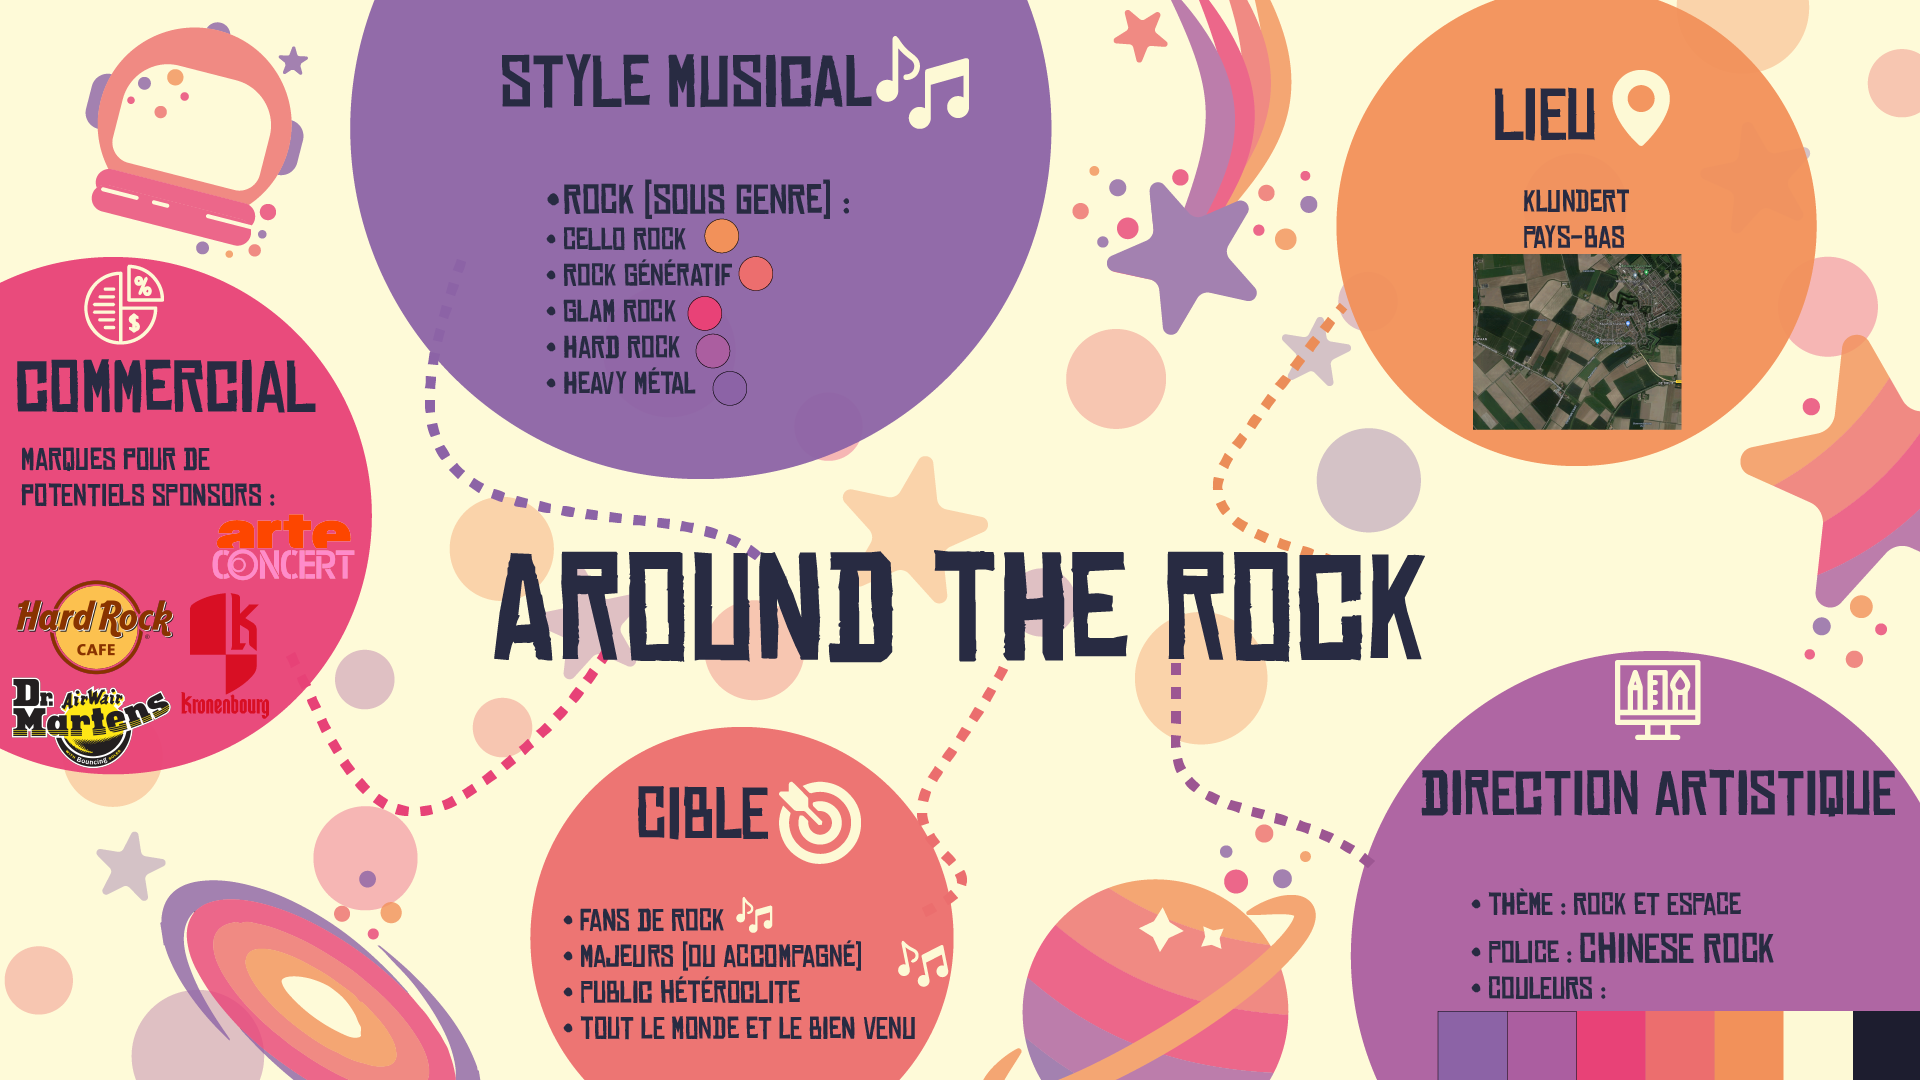 STYLE MUSICAL
• ROCK [SOUS GENRE] :
• CELLO ROCK
• ROCK GÉNÉRATIF
• GLAM ROCK
• HARD ROCK
• HEAVY MÉTAL
LIEU
KLUNDERT
PAYS-BAS
%
$
COMMERCIAL
MARQUES POUR DE
POTENTIELS SPONSORS :
arte
CONCERT
Hard Rock
CAFE
k
Kronenbourg
Dr.
Martens
AirWair
Bouncing
AROUND THE ROCK
CIBLE
• FANS DE ROCK
• MAJEURS [OU ACCOMPAGNÉ]
• PUBLIC HÉTÉROCLITE
• TOUT LE MONDE ET LE BIEN VENU
DIRECTION ARTISTIQUE
• THÈME : ROCK ET ESPACE
• POLICE : CHINESE ROCK
• COULEURS :